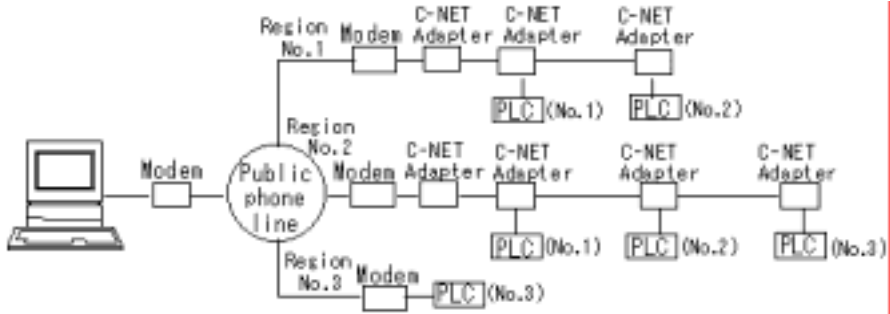 Region No.1
Modem
C-NET Adapter
C-NET Adapter
C-NET Adapter
PLC (No.1)
PLC (No.2)
Modem
Public phone line
Region No.2
Modem
C-NET Adapter
C-NET Adapter
C-NET Adapter
C-NET Adapter
PLC (No.1)
PLC (No.2)
PLC (No.3)
Region No.3
Modem
PLC (No.3)